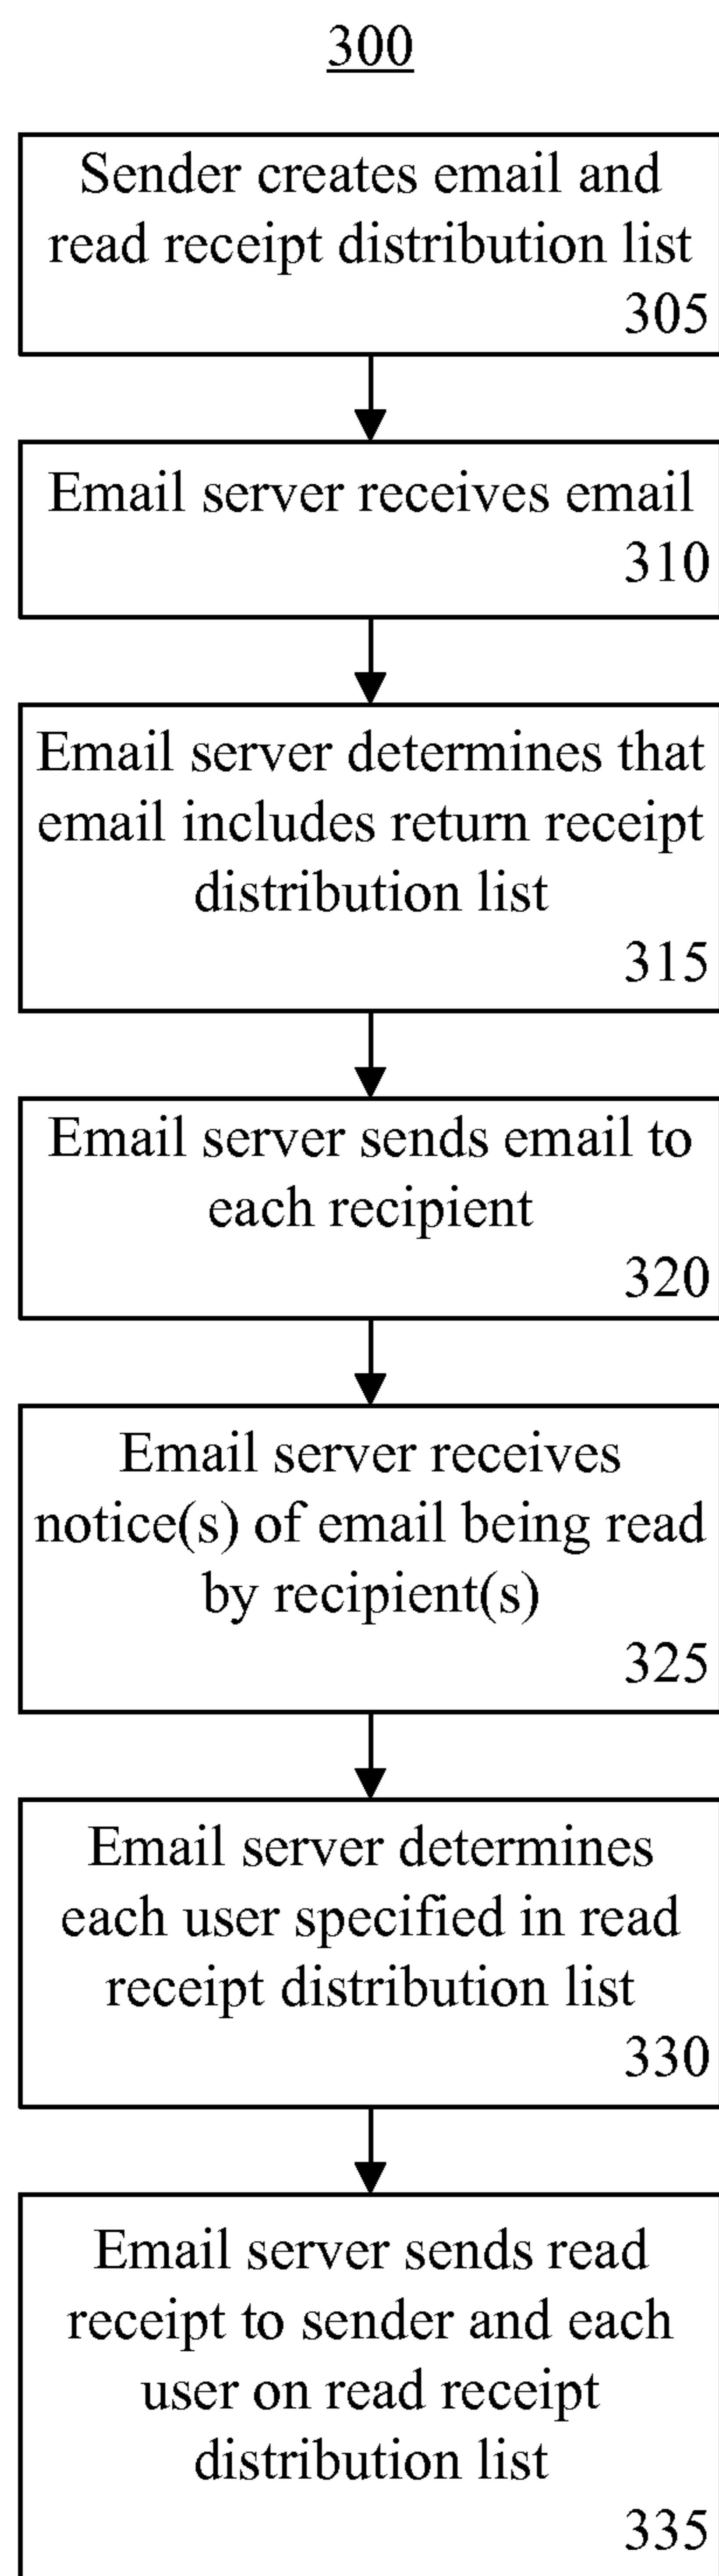 300
Sender creates email and
read receipt distribution list
305
Email server receives email
310
Email server determines that
email includes return receipt
distribution list
315
Email server sends email to
each recipient
320
Email server receives
notice(s) of email being read
by recipient(s)
325
Email server determines
each user specified in read
receipt distribution list
330
Email server sends read
receipt to sender and each
user on read receipt
distribution list
335